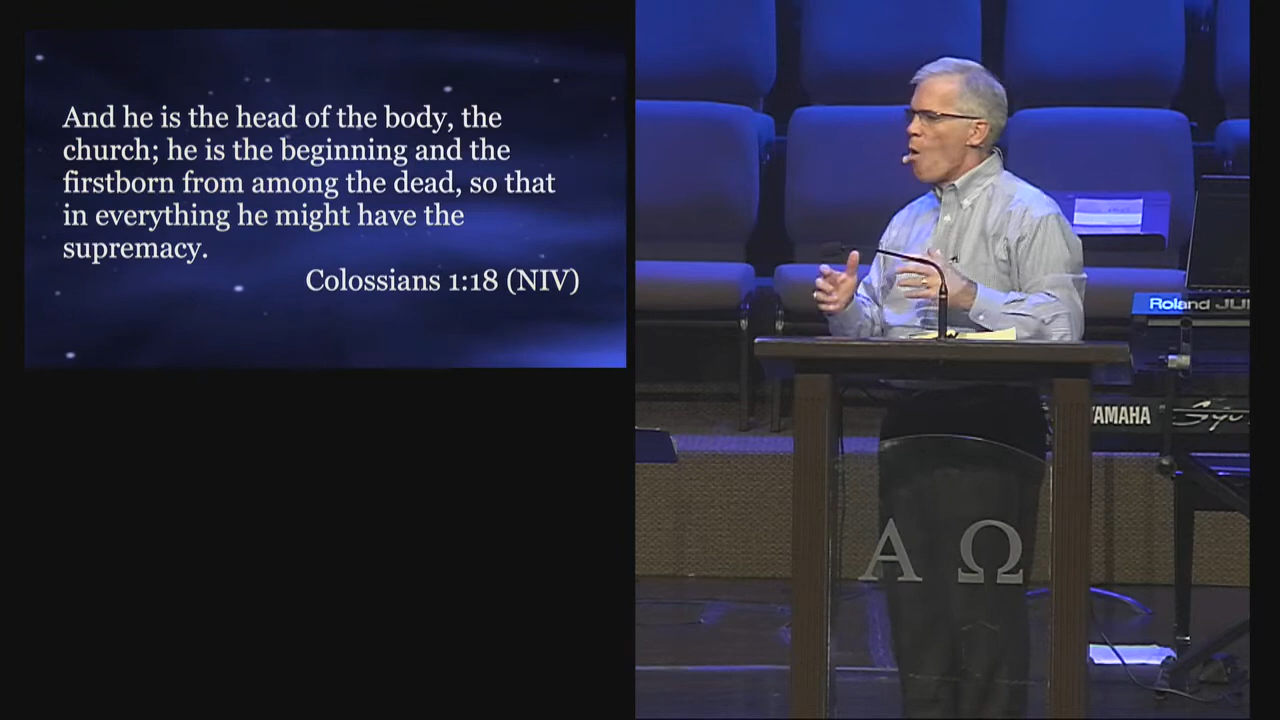 And he is the head of the body, the
church; he is the beginning and the
firstborn from among the dead, so that
in everything he might have the
supremacy.
Colossians 1:18 (NIV)
Roland JU
YAMAHA
Α Ω